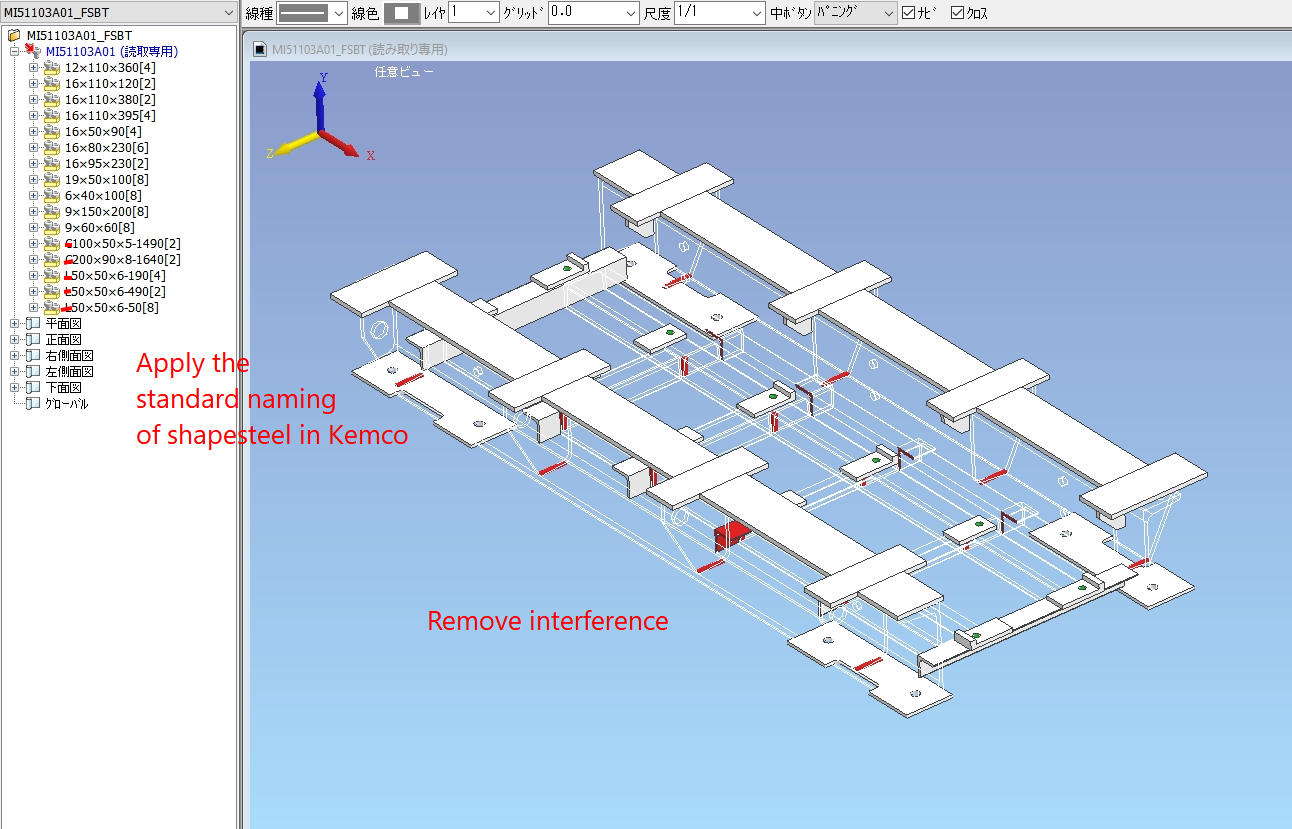 MI51103A01_FSBT
線種
線色
レイヤ
1
グリッド
0.0
尺度
1/1
中ボタン
パニング
ナビ
クロス
MI51103A01_FSBT
MI51103A01 (読取専用)
12×110×360[4]
16×110×120[2]
16×110×380[2]
16×110×395[4]
16×50×90[4]
16×80×230[6]
16×95×230[2]
19×50×100[8]
6×40×100[8]
9×150×200[8]
9×60×60[8]
C100×50×5-1490[2]
C200×90×8-1640[2]
L50×50×6-190[4]
L50×50×6-490[2]
L50×50×6-50[8]
平面図
正面図
右側面図
左側面図
下面図
グローバル
Apply the
standard naming
of shapesteel in Kemco
MI51103A01_FSBT (読み取り専用)
任意ビュー
Y
Z
X
Remove interference